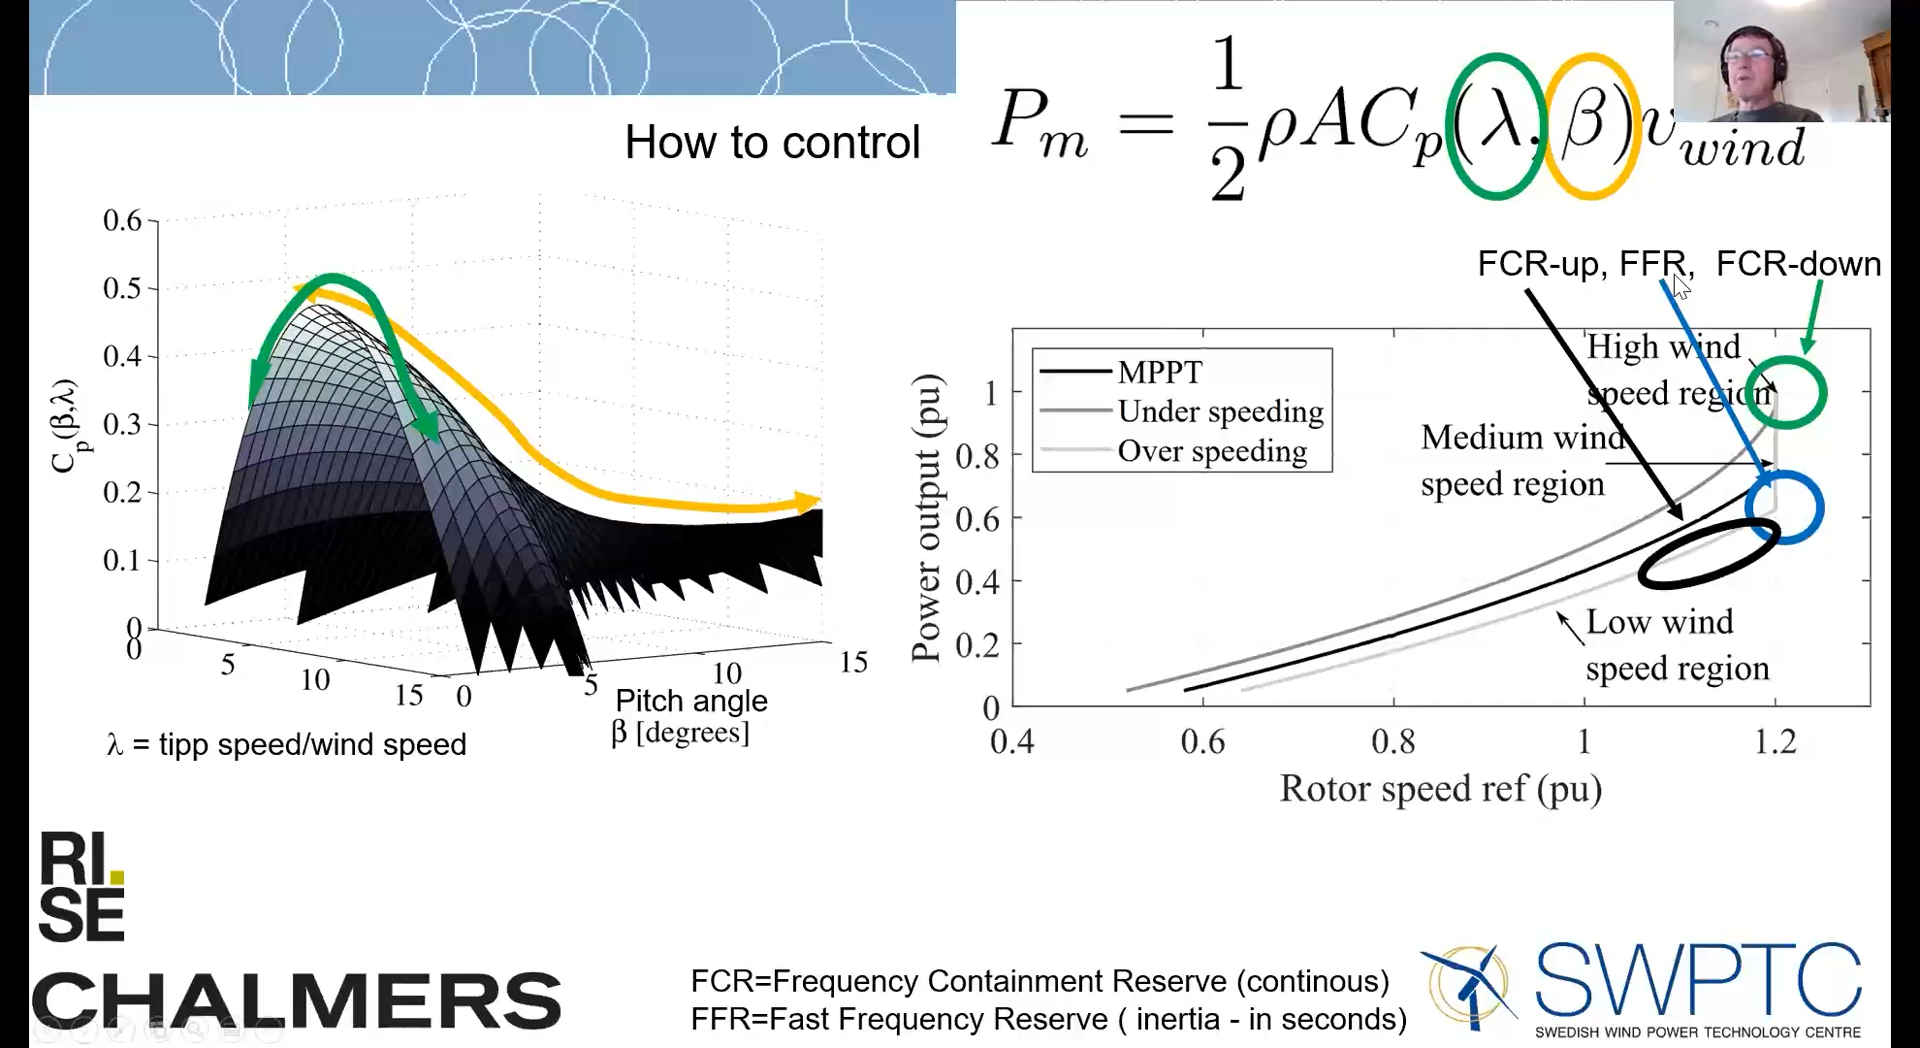 How to control
P_m = 1/2 ρAC_p(λ, β)v_wind
FCR-up, FFR, FCR-down
0.6
0.5
0.4
0.3
0.2
0.1
0
C_p(β,λ)
0
5
10
15
0
5
10
15
Pitch angle
β [degrees]
λ = tipp speed/wind speed
MPPT
Under speeding
Over speeding
High wind
speed region
Medium wind
speed region
Low wind
speed region
Power output (pu)
1
0.8
0.6
0.4
0.2
0
0.4
0.6
0.8
1
1.2
Rotor speed ref (pu)
RI.
SE
CHALMERS
FCR=Frequency Containment Reserve (continous)
FFR=Fast Frequency Reserve ( inertia - in seconds)
SWPTC
SWEDISH WIND POWER TECHNOLOGY CENTRE